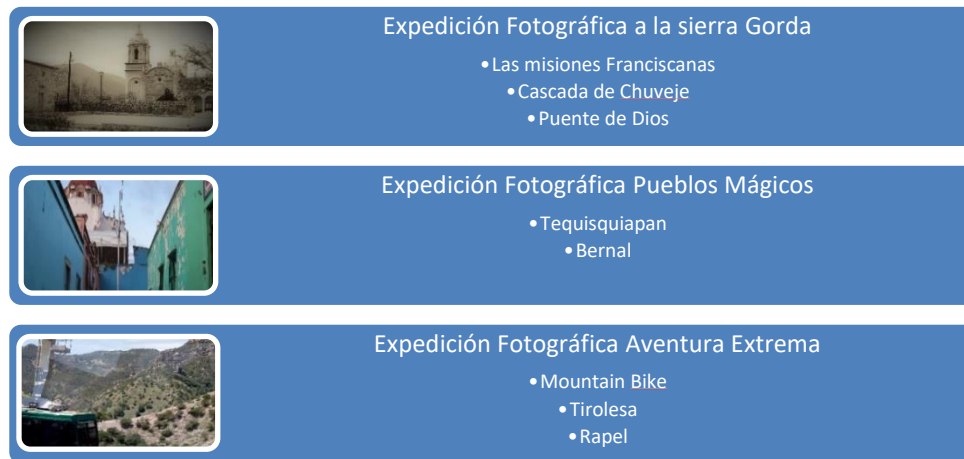 Expedición Fotográfica a la sierra Gorda
•Las misiones Franciscanas
•Cascada de Chuveje
•Puente de Dios
Expedición Fotográfica Pueblos Mágicos
•Tequisquiapan
•Bernal
Expedición Fotográfica Aventura Extrema
•Mountain Bike
•Tirolesa
•Rapel